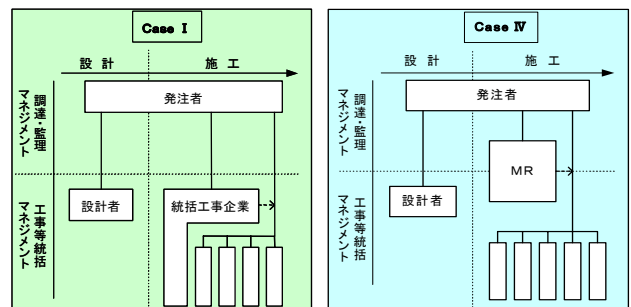 Case Ⅰ
設 計
施 工
調達・監理
マネジメント
発注者
工事等統括
マネジメント
設計者
統括工事企業
Case Ⅳ
設 計
施 工
調達・監理
マネジメント
発注者
MR
工事等統括
マネジメント
設計者